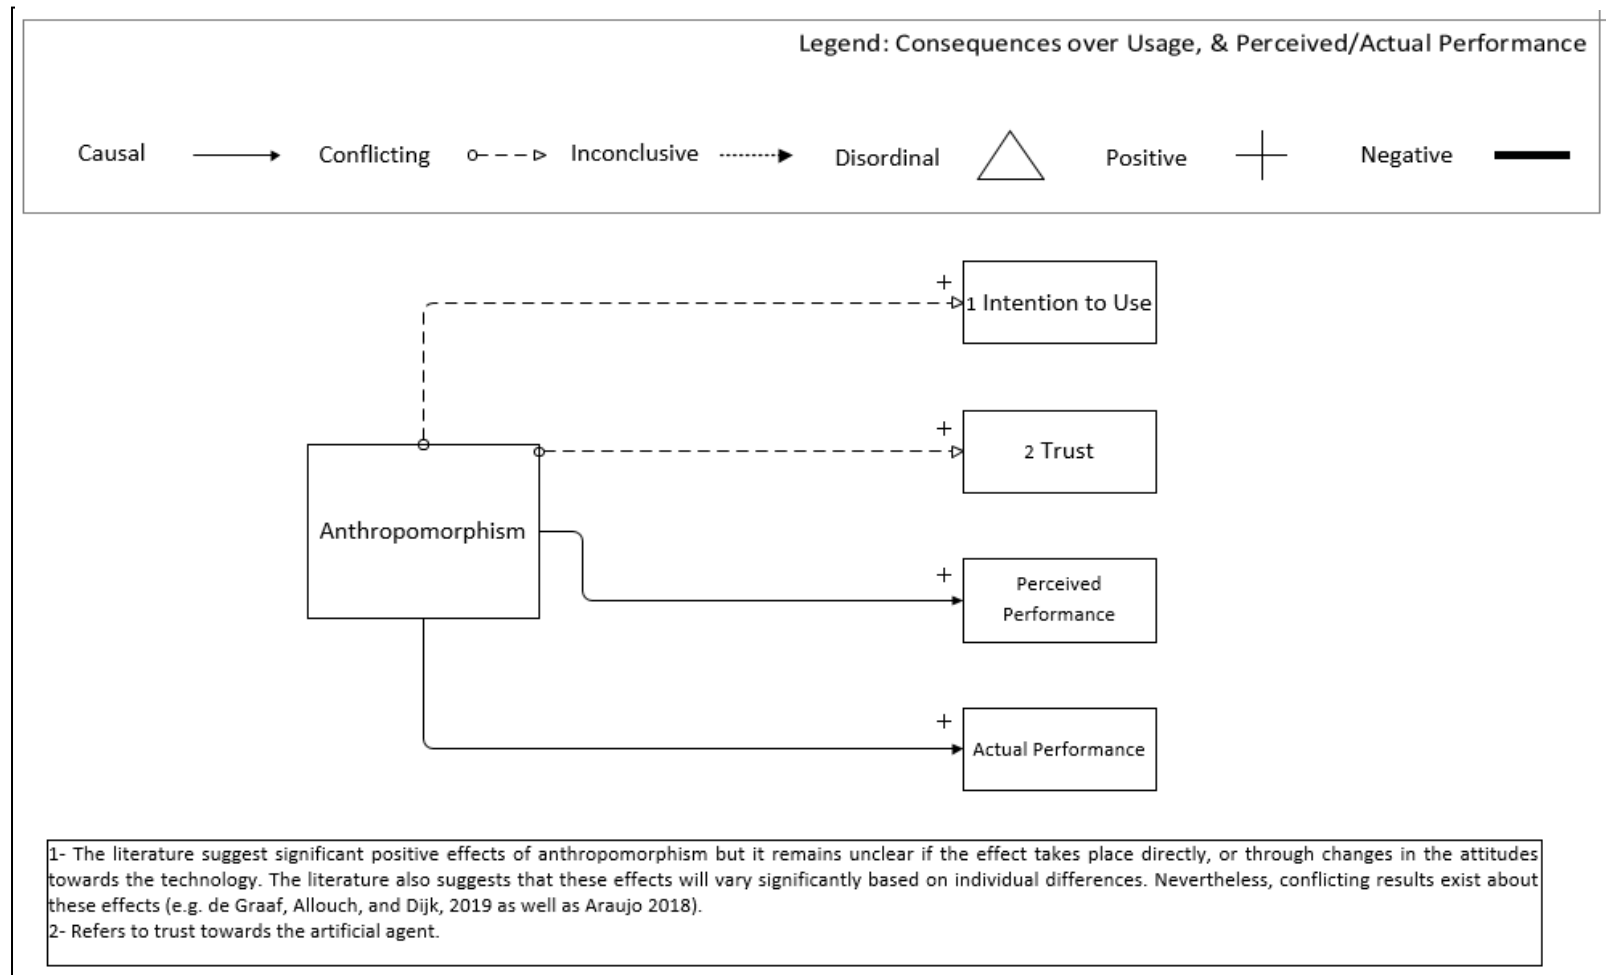 Legend: Consequences over Usage, & Perceived/Actual Performance
Causal Conflicting Inconclusive Disordinal Positive Negative
+
1 Intention to Use
+
2 Trust
Anthropomorphism
+
Perceived
Performance
+
Actual Performance
1- The literature suggest significant positive effects of anthropomorphism but it remains unclear if the effect takes place directly, or through changes in the attitudes
towards the technology. The literature also suggests that these effects will vary significantly based on individual differences. Nevertheless, conflicting results exist about
these effects (e.g. de Graaf, Allouch, and Dijk, 2019 as well as Araujo 2018).
2- Refers to trust towards the artificial agent.